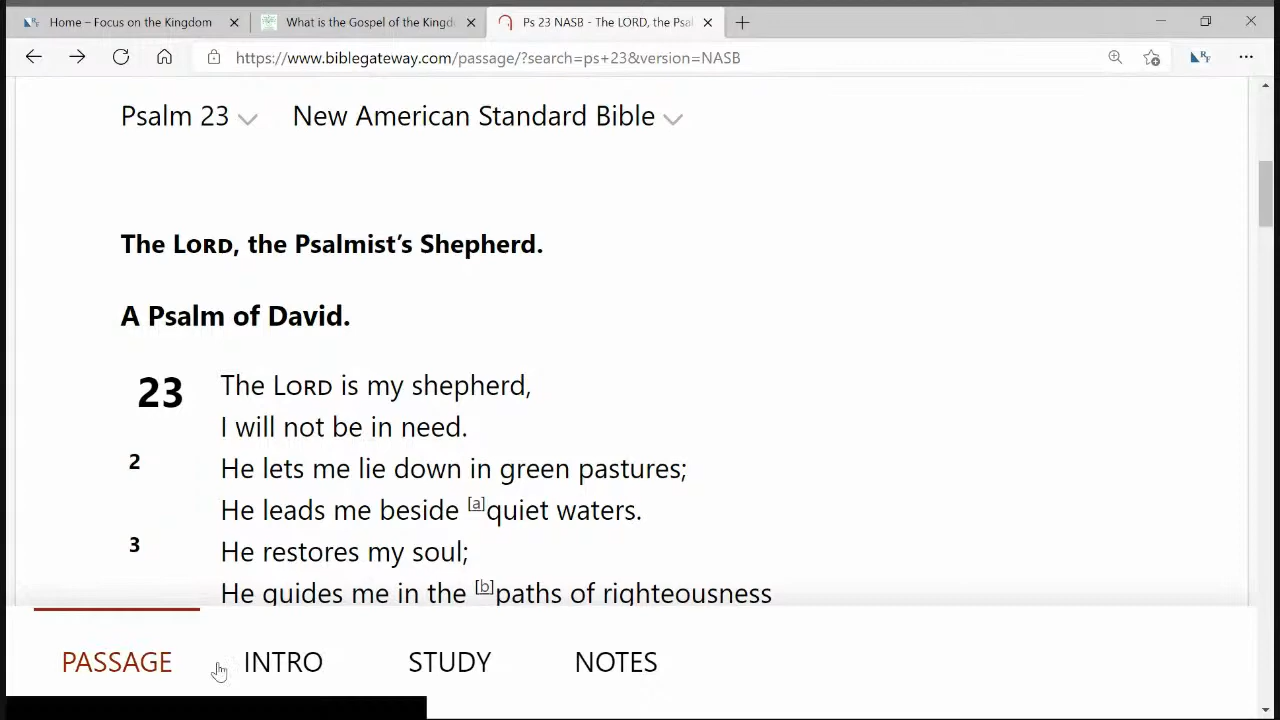 Home – Focus on the Kingdom
What is the Gospel of the Kingd
Ps 23 NASB - The LORD, the Psal
https://www.biblegateway.com/passage/?search=ps+23&version=NASB
Psalm 23
New American Standard Bible
The LORD, the Psalmist’s Shepherd.
A Psalm of David.
23 The LORD is my shepherd,
I will not be in need.
2 He lets me lie down in green pastures;
He leads me beside [a]quiet waters.
3 He restores my soul;
He guides me in the [b]paths of righteousness
PASSAGE INTRO STUDY NOTES